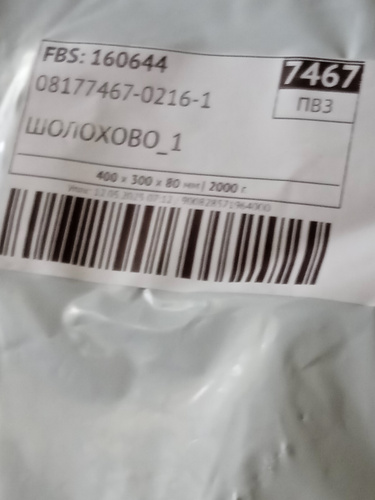 FBS: 160644
7467
08177467-0216-1
ПВЗ
ШОЛОХОВО_1
400 x 300 x 80 мм | 2000 г.